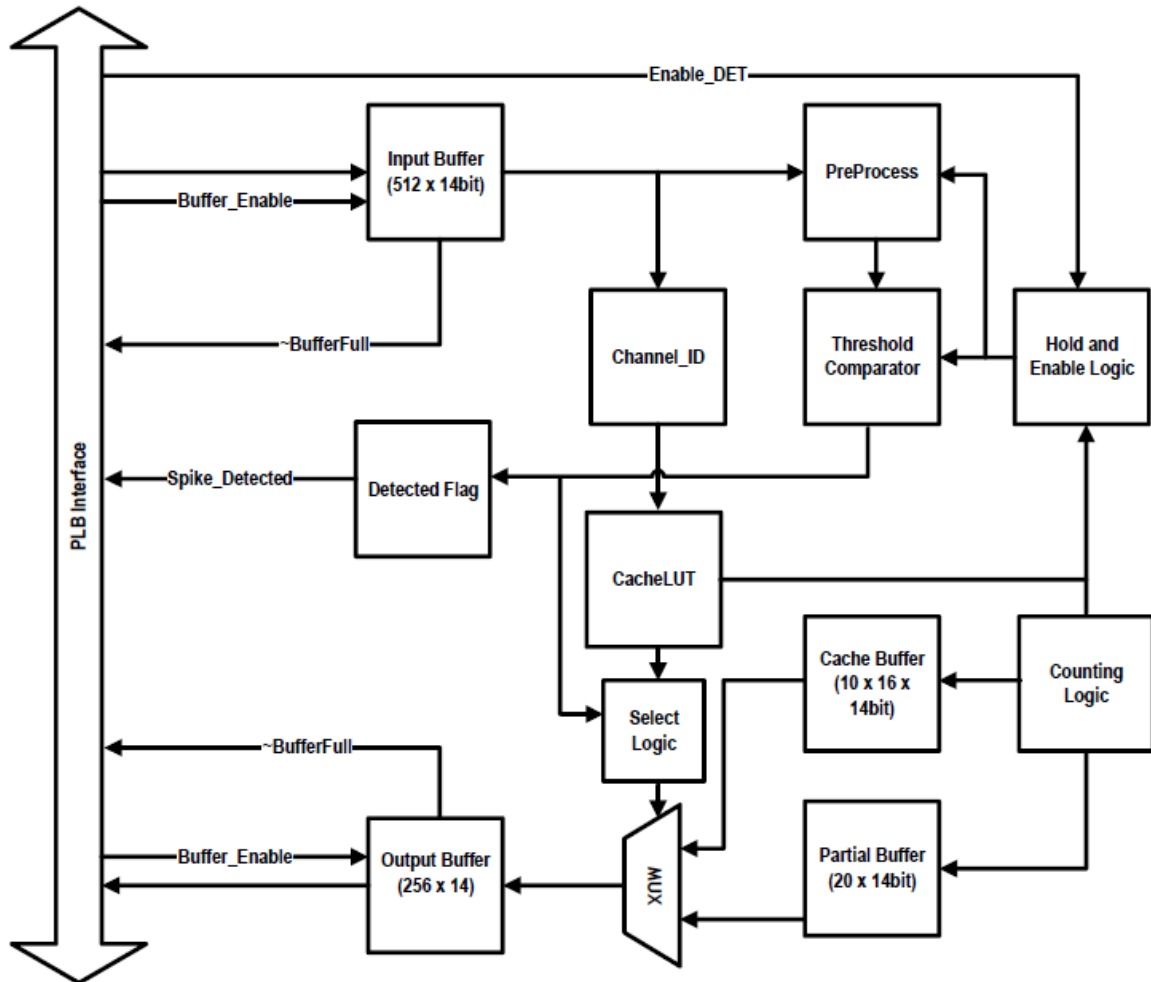 Enable_DET
Input Buffer
(512 x 14bit)
PreProcess
Buffer_Enable
~BufferFull
Channel_ID
Threshold
Comparator
Hold and
Enable Logic
PLB Interface
Spike_Detected
Detected Flag
CacheLUT
Cache Buffer
(10 x 16 x
14bit)
Counting
Logic
Select
Logic
~BufferFull
Buffer_Enable
Output Buffer
(256 x 14)
MUX
Partial Buffer
(20 x 14bit)